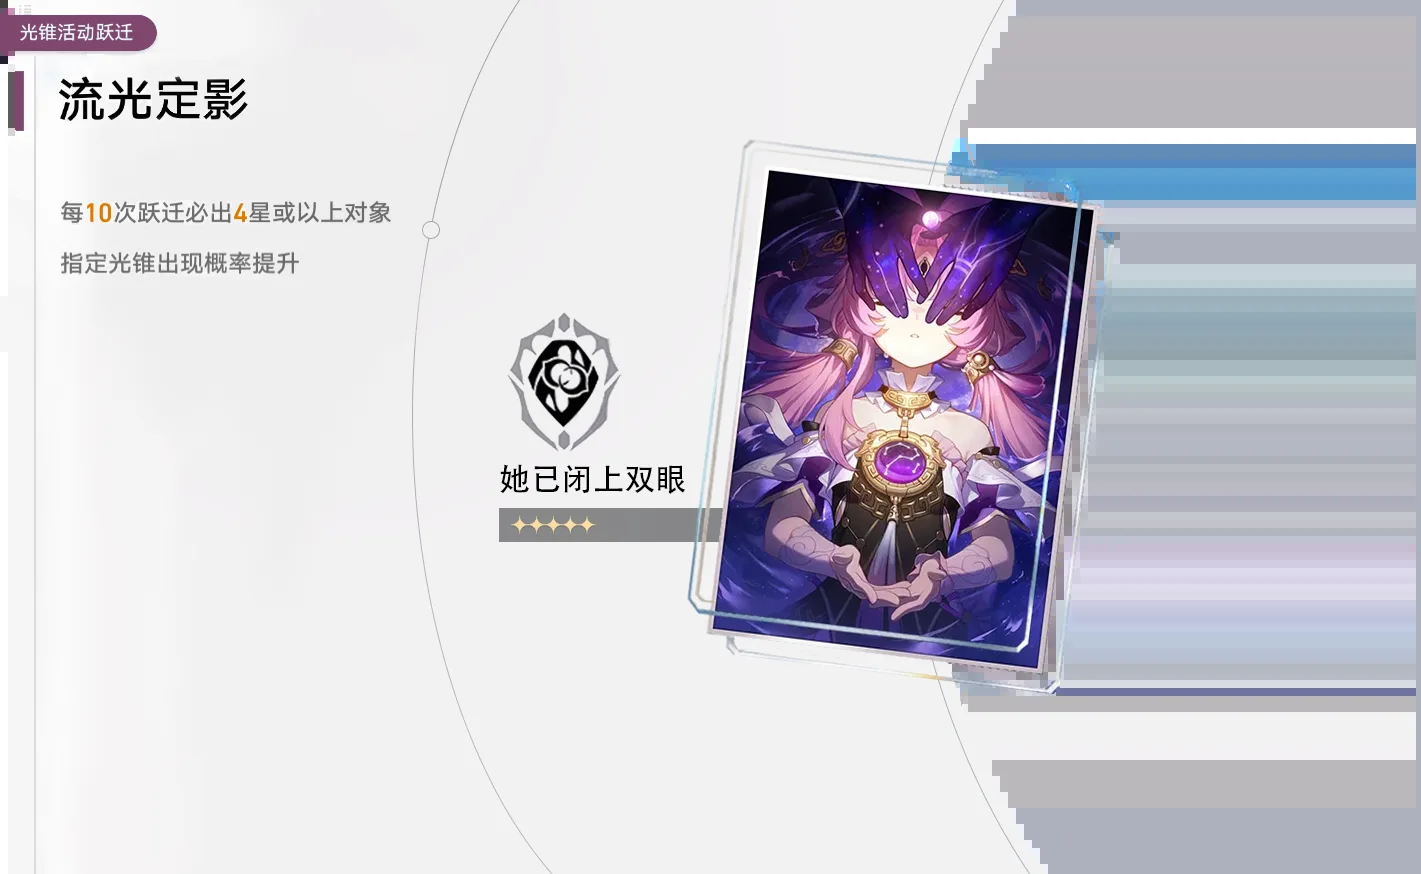 光锥活动跃迁
流光定影
每10次跃迁必出4星或以上对象
指定光锥出现概率提升
她已闭上双眼